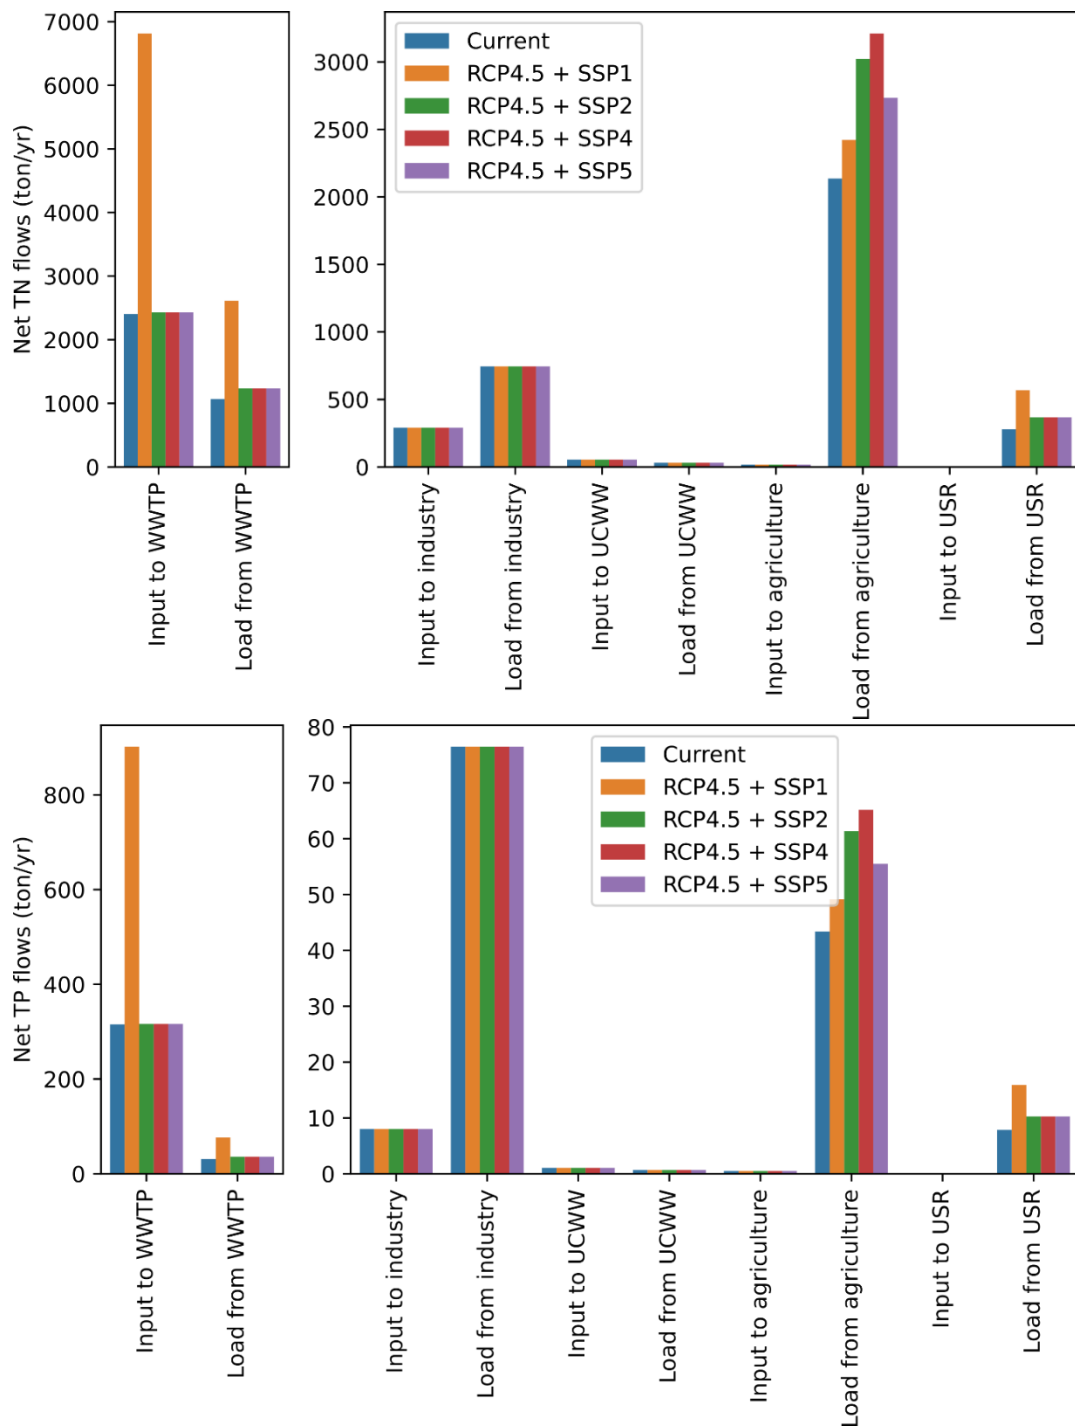 Net TN flows (ton/yr)
7000
6000
5000
4000
3000
2000
1000
0
Input to WWTP
Load from WWTP
3000
2500
2000
1500
1000
500
0
Current
RCP4.5 + SSP1
RCP4.5 + SSP2
RCP4.5 + SSP4
RCP4.5 + SSP5
Input to industry
Load from industry
Input to UCWW
Load from UCWW
Input to agriculture
Load from agriculture
Input to USR
Load from USR
Net TP flows (ton/yr)
800
600
400
200
0
Input to WWTP
Load from WWTP
80
70
60
50
40
30
20
10
0
Current
RCP4.5 + SSP1
RCP4.5 + SSP2
RCP4.5 + SSP4
RCP4.5 + SSP5
Input to industry
Load from industry
Input to UCWW
Load from UCWW
Input to agriculture
Load from agriculture
Input to USR
Load from USR